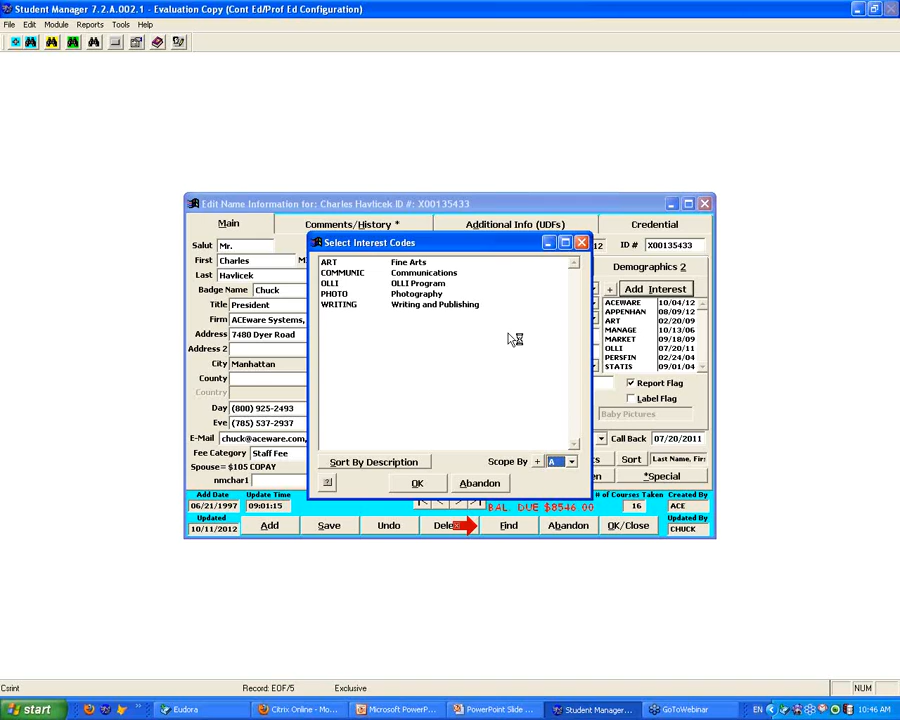 Student Manager 7.2.A.002.1 - Evaluation Copy (Cont Ed/Prof Ed Configuration)
File Edit Module Reports Tools Help
Edit Name Information for: Charles Havlicek ID #: X00135433
Main Comments/History * Additional Info (UDFs) Credential
Salut Mr.
12 ID # X00135433
First Charles
Last Havlicek
Demographics 2
Badge Name Chuck
+ Add Interest
Title President
Firm ACEware Systems,
Address 7480 Dyer Road
Address 2
City Manhattan
County
Country
Day (800) 925-2493
Eve (785) 537-2937
E-Mail chuck@aceware.com,
Fee Category Staff Fee
Spouse= $105 COPAY
nmchar1
ACEWARE 10/04/12
APPENHAN 08/09/12
ART 02/20/09
MANAGE 10/13/06
MARKET 09/18/09
OLLI 07/20/11
PERSFIN 02/24/04
STATIS 09/01/04
Report Flag
Label Flag
Baby Pictures
Call Back 07/20/2011
Sort Last Name, Firs
*Special
Select Interest Codes
ART Fine Arts
COMMUNIC Communications
OLLI OLLI Program
PHOTO Photography
WRITING Writing and Publishing
Sort By Description Scope By + A
? OK Abandon
Add Date Update Time # of Courses Taken Created By
06/21/1997 09:01:15 BAL. DUE $8546.00 16 ACE
Updated Updated By
10/11/2012 Add Save Undo Dele Find Abandon OK/Close CHUCK
Csrint Record: EOF/5 Exclusive NUM
start Eudora Citrix Online - Mo... Microsoft PowerP... PowerPoint Slide ... Student Manager... GoToWebinar EN 10:46 AM